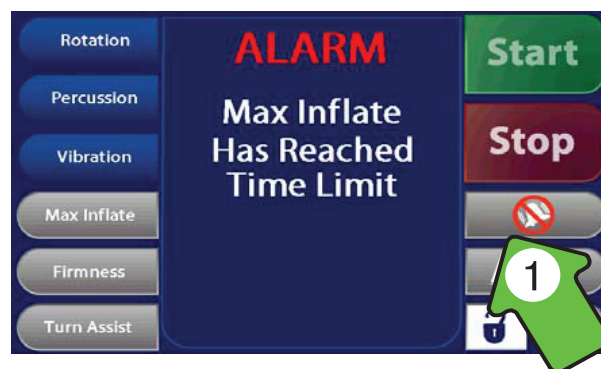 Rotation
Percussion
Vibration
Max Inflate
Firmness
Turn Assist
ALARM
Max Inflate
Has Reached
Time Limit
Start
Stop
1